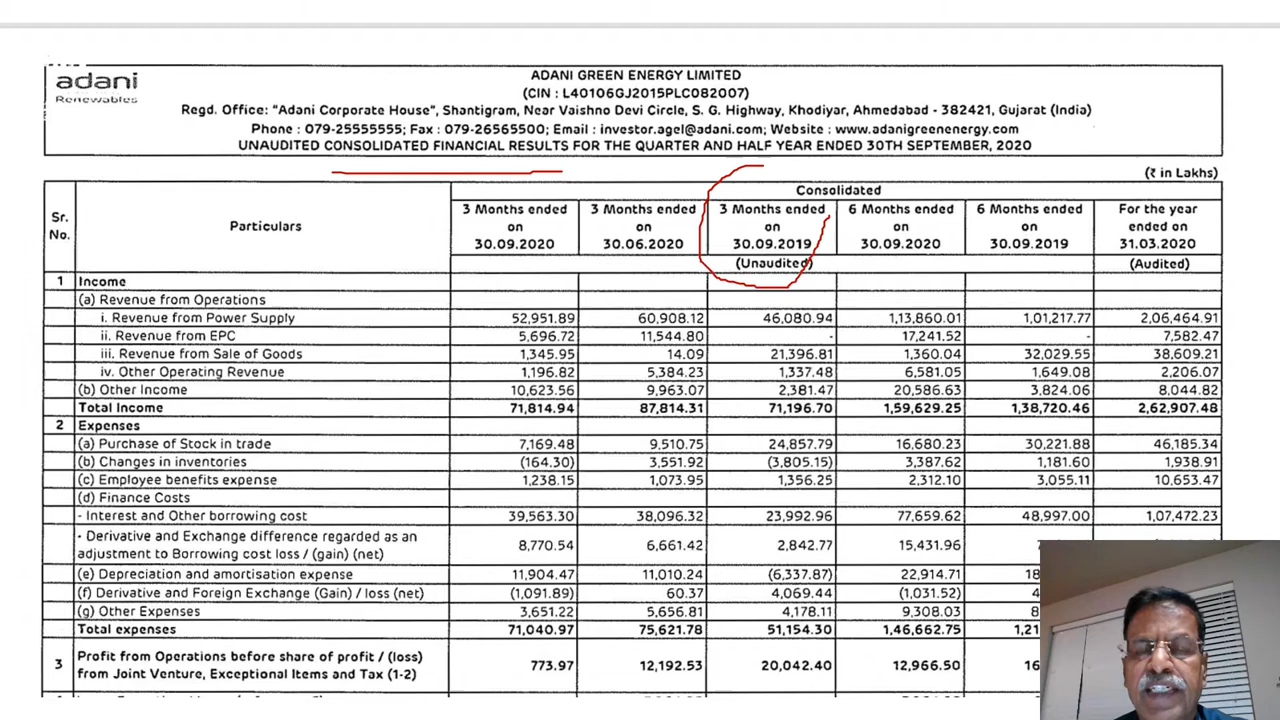 adani
Renewables
ADANI GREEN ENERGY LIMITED
(CIN : L40106GJ2015PLC082007)
Regd. Office: "Adani Corporate House", Shantigram, Near Vaishno Devi Circle, S. G. Highway, Khodiyar, Ahmedabad - 382421, Gujarat (India)
Phone : 079-25555555; Fax : 079-26565500; Email : investor.agel@adani.com; Website : www.adanigreenenergy.com
UNAUDITED CONSOLIDATED FINANCIAL RESULTS FOR THE QUARTER AND HALF YEAR ENDED 30TH SEPTEMBER, 2020
(₹ in Lakhs)
Sr. No. Particulars Consolidated
3 Months ended on 30.09.2020 3 Months ended on 30.06.2020 3 Months ended on 30.09.2019 6 Months ended on 30.09.2020 6 Months ended on 30.09.2019 For the year ended on 31.03.2020
(Unaudited) (Audited)
1 Income
(a) Revenue from Operations
i. Revenue from Power Supply 52,951.89 60,908.12 46,080.94 1,13,860.01 1,01,217.77 2,06,464.91
ii. Revenue from EPC 5,696.72 11,544.80 - 17,241.52 - 7,582.47
iii. Revenue from Sale of Goods 1,345.95 14.09 21,396.81 1,360.04 32,029.55 38,609.21
iv. Other Operating Revenue 1,196.82 5,384.23 1,337.48 6,581.05 1,649.08 2,206.07
(b) Other Income 10,623.56 9,963.07 2,381.47 20,586.63 3,824.06 8,044.82
Total Income 71,814.94 87,814.31 71,196.70 1,59,629.25 1,38,720.46 2,62,907.48
2 Expenses
(a) Purchase of Stock in trade 7,169.48 9,510.75 24,857.79 16,680.23 30,221.88 46,185.34
(b) Changes in inventories (164.30) 3,551.92 (3,805.15) 3,387.62 1,181.60 1,938.91
(c) Employee benefits expense 1,238.15 1,073.95 1,356.25 2,312.10 3,055.11 10,653.47
(d) Finance Costs
- Interest and Other borrowing cost 39,563.30 38,096.32 23,992.96 77,659.62 48,997.00 1,07,472.23
- Derivative and Exchange difference regarded as an
adjustment to Borrowing cost loss / (gain) (net) 8,770.54 6,661.42 2,842.77 15,431.96
(e) Depreciation and amortisation expense 11,904.47 11,010.24 (6,337.87) 22,914.71 18
(f) Derivative and Foreign Exchange (Gain) / loss (net) (1,091.89) 60.37 4,069.44 (1,031.52) 4
(g) Other Expenses 3,651.22 5,656.81 4,178.11 9,308.03 8
Total expenses 71,040.97 75,621.78 51,154.30 1,46,662.75 1,21
3 Profit from Operations before share of profit / (loss)
from Joint Venture, Exceptional Items and Tax (1-2) 773.97 12,192.53 20,042.40 12,966.50 16